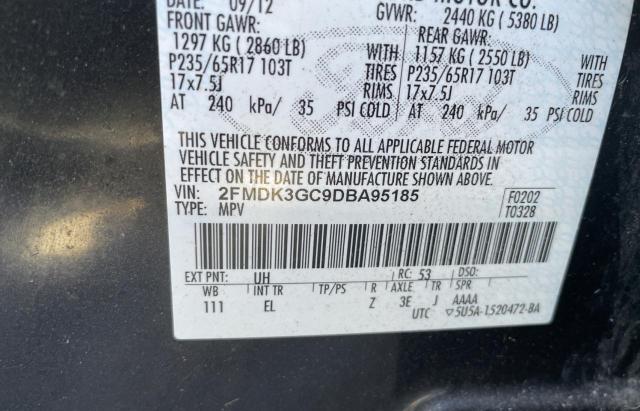 DATE: 09/12
MOTOR CO.
FRONT GAWR: GVWR: 2440 KG ( 5380 LB)
1297 KG ( 2860 LB) REAR GAWR:
P235/65R17 103T WITH TIRES 1157 KG ( 2550 LB) WITH
17x7.5J RIMS P235/65R17 103T TIRES
AT 240 kPa/ 35 PSI COLD 17x7.5J RIMS
AT 240 kPa/ 35 PSI COLD
THIS VEHICLE CONFORMS TO ALL APPLICABLE FEDERAL MOTOR
VEHICLE SAFETY AND THEFT PREVENTION STANDARDS IN
EFFECT ON THE DATE OF MANUFACTURE SHOWN ABOVE.
VIN: 2FMDK3GC9DBA95185 F0202
TYPE: MPV T0328
EXT PNT: UH RC: 53 DSO:
WB INT TR TP/PS R AXLE TR SPR
111 EL Z 3E J AAAA
UTC ▽5U5A-1520472-BA